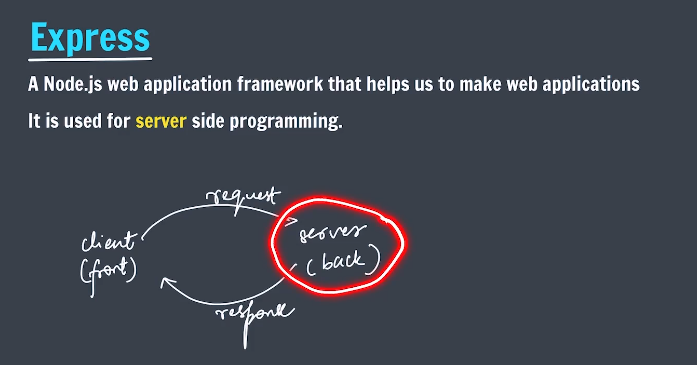 Express
A Node.js web application framework that helps us to make web applications
It is used for server side programming.
request
client
(front)
server
(back)
response